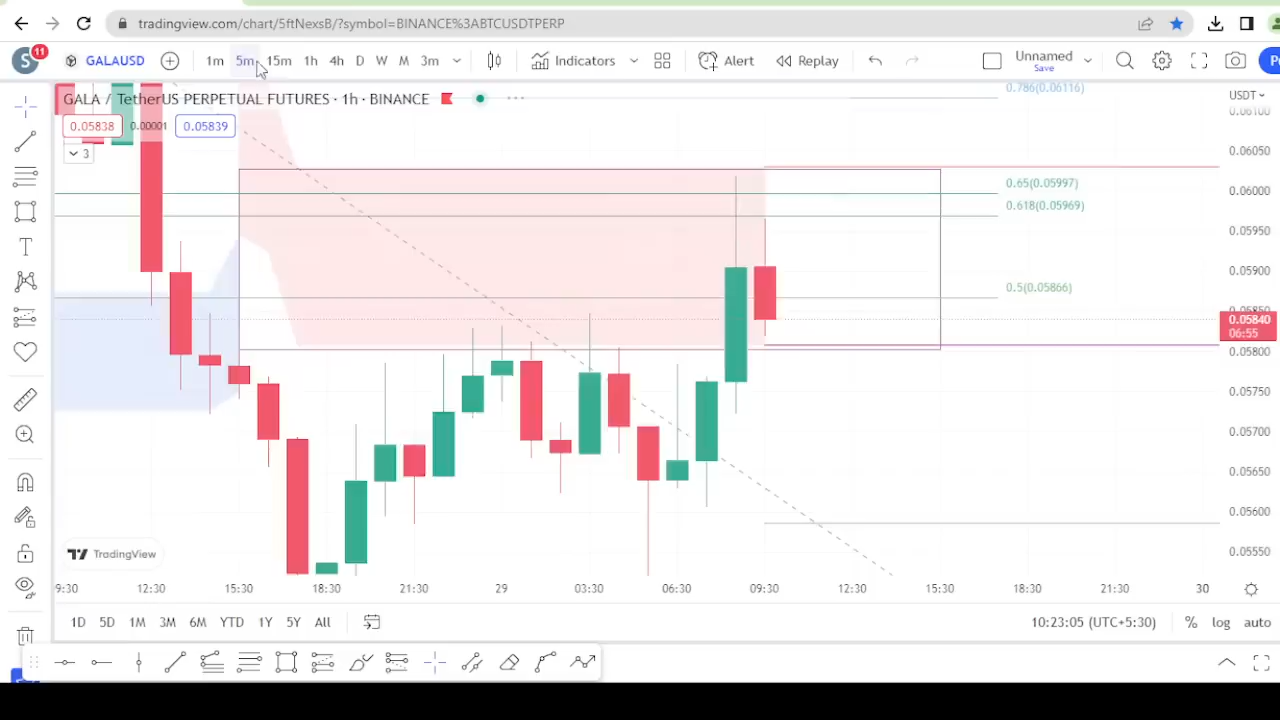 tradingview.com/chart/5ftNexsB/?symbol=BINANCE%3ABTCUSDTPERP
S 11 GALAUSD 1m 5m 15m 1h 4h D W M 3m Indicators Alert Replay Unnamed Save
GALA / TetherUS PERPETUAL FUTURES · 1h · BINANCE
0.05838 0.00001 0.05839
3
0.786(0.06116)
0.65(0.05997)
0.618(0.05969)
0.5(0.05866)
USDT
0.06100
0.06050
0.06000
0.05950
0.05900
0.05850
0.05840
06:55
0.05800
0.05750
0.05700
0.05650
0.05600
0.05550
T
TradingView
9:30 12:30 15:30 18:30 21:30 29 03:30 06:30 09:30 12:30 15:30 18:30 21:30 30
1D 5D 1M 3M 6M YTD 1Y 5Y All 10:23:05 (UTC+5:30) % log auto